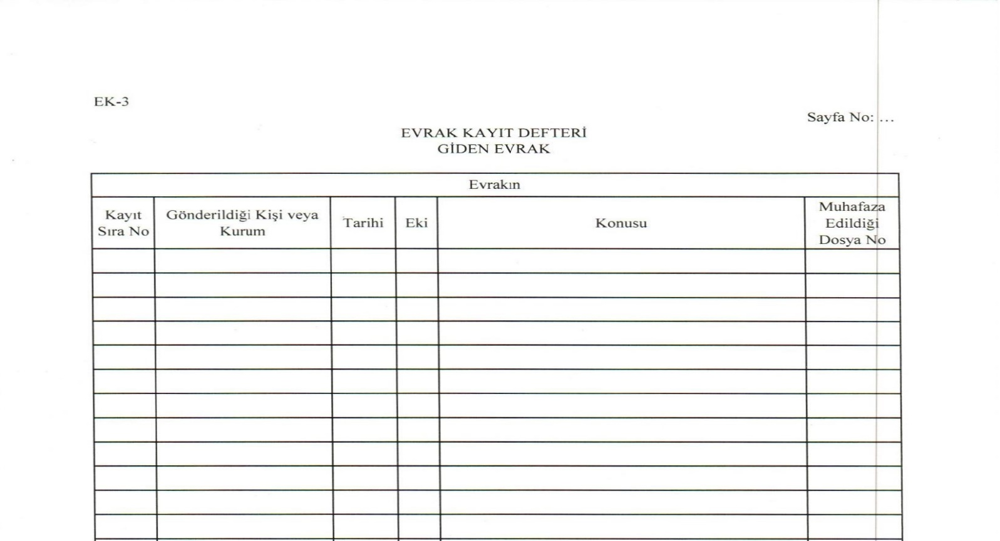 EK-3
Sayfa No: ...
EVRAK KAYIT DEFTERİ
GİDEN EVRAK
Evrakın
Kayıt
Sıra No
Gönderildiği Kişi veya
Kurum
Tarihi
Eki
Konusu
Muhafaza
Edildiği
Dosya No